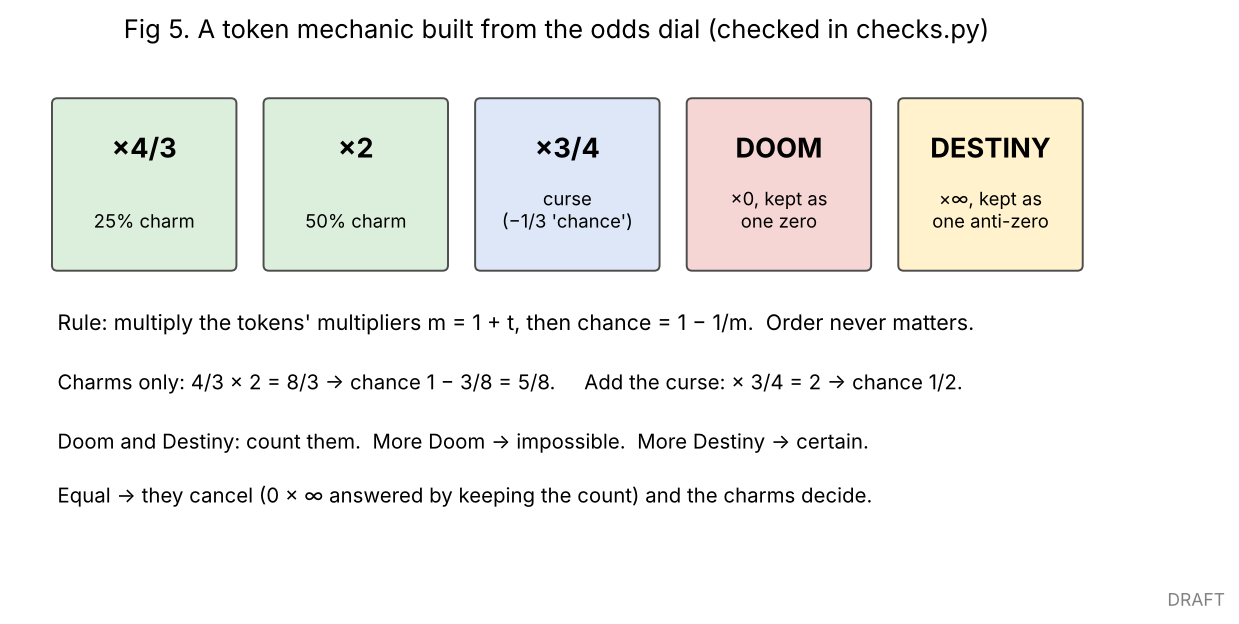 Fig 5. A token mechanic built from the odds dial (checked in checks.py)
×4/3
25% charm
×2
50% charm
×3/4
curse
(−1/3 'chance')
DOOM
×0, kept as
one zero
DESTINY
×∞, kept as
one anti-zero
Rule: multiply the tokens' multipliers m = 1 + t, then chance = 1 − 1/m.  Order never matters.
Charms only: 4/3 × 2 = 8/3 → chance 1 − 3/8 = 5/8.     Add the curse: × 3/4 = 2 → chance 1/2.
Doom and Destiny: count them.  More Doom → impossible.  More Destiny → certain.
Equal → they cancel (0 × ∞ answered by keeping the count) and the charms decide.
DRAFT